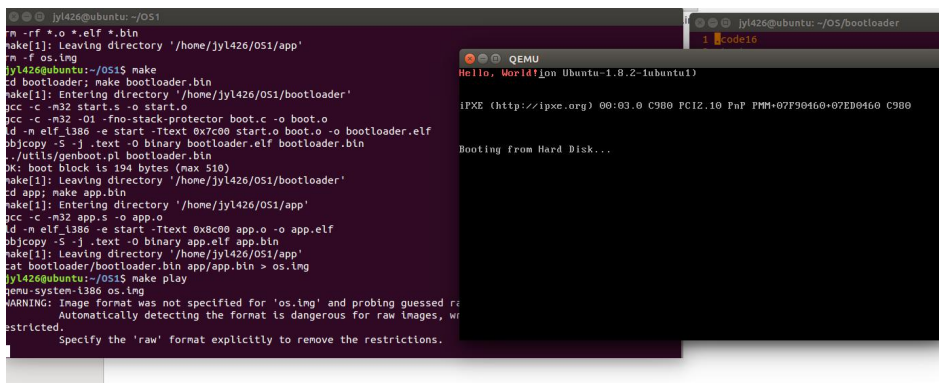 jyl426@ubuntu: ~/OS1
rm -rf *.o *.elf *.bin
make[1]: Leaving directory '/home/jyl426/OS1/app'
rm -f os.img
jyl426@ubuntu:~/OS1$ make
cd bootloader; make bootloader.bin
make[1]: Entering directory '/home/jyl426/OS1/bootloader'
gcc -c -m32 start.s -o start.o
gcc -c -m32 -O1 -fno-stack-protector boot.c -o boot.o
ld -m elf_i386 -e start -Ttext 0x7c00 start.o boot.o -o bootloader.elf
objcopy -S -j .text -O binary bootloader.elf bootloader.bin
../utils/genboot.pl bootloader.bin
OK: boot block is 194 bytes (max 510)
make[1]: Leaving directory '/home/jyl426/OS1/bootloader'
cd app; make app.bin
make[1]: Entering directory '/home/jyl426/OS1/app'
gcc -c -m32 app.s -o app.o
ld -m elf_i386 -e start -Ttext 0x8c00 app.o -o app.elf
objcopy -S -j .text -O binary app.elf app.bin
make[1]: Leaving directory '/home/jyl426/OS1/app'
cat bootloader/bootloader.bin app/app.bin > os.img
jyl426@ubuntu:~/OS1$ make play
qemu-system-i386 os.img
WARNING: Image format was not specified for 'os.img' and probing guessed ra
Automatically detecting the format is dangerous for raw images, wr
estricted.
Specify the 'raw' format explicitly to remove the restrictions.
jyl426@ubuntu: ~/OS/bootloader
1 .code16
QEMU
Hello, World!ion Ubuntu-1.8.2-1ubuntu1)
iPXE (http://ipxe.org) 00:03.0 C980 PCI2.10 PnP PMM+07F90460+07ED0460 C980
Booting from Hard Disk...